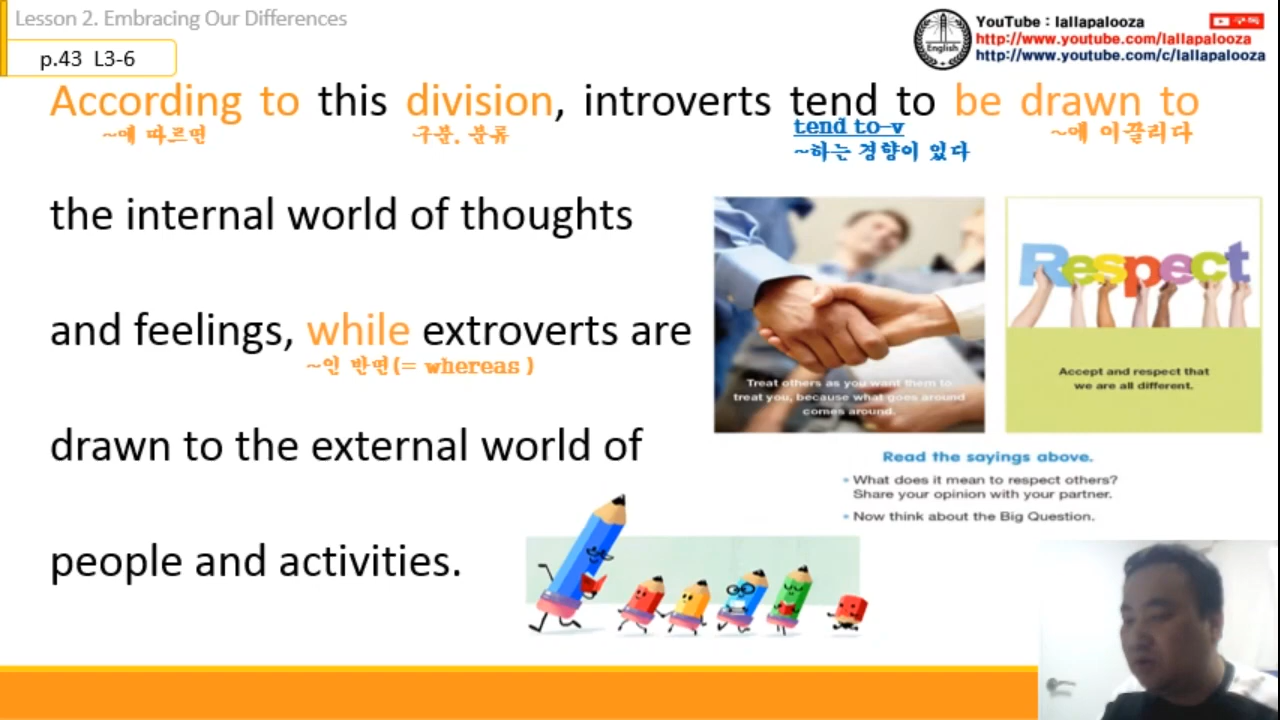 Lesson 2. Embracing Our Differences
p.43 L3-6
English
YouTube : lallapalooza
구독
http://www.youtube.com/lallapalooza
http://www.youtube.com/c/lallapalooza
According to this division, introverts tend to be drawn to
~에 따르면 구분. 분류 tend to-v ~에 이끌리다
~하는 경향이 있다
the internal world of thoughts
and feelings, while extroverts are
~인 반면(= whereas )
drawn to the external world of
people and activities.
Treat others as you want them to
treat you, because what goes around
comes around.
Respect
Accept and respect that
we are all different.
Read the sayings above.
What does it mean to respect others?
Share your opinion with your partner.
Now think about the Big Question.